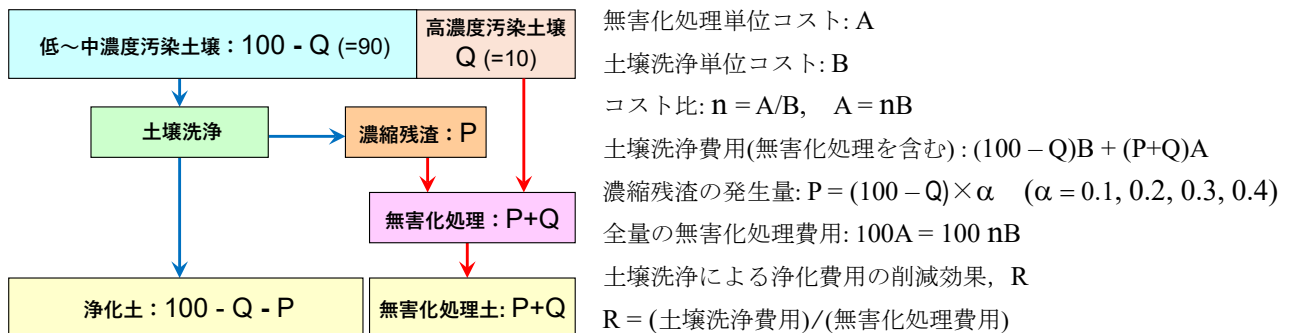 低～中濃度汚染土壌：100 - Q (=90)
高濃度汚染土壌
Q (=10)
土壌洗浄
濃縮残渣：P
無害化処理：P+Q
浄化土：100 - Q - P
無害化処理土: P+Q
無害化処理単位コスト: A
土壌洗浄単位コスト: B
コスト比: n = A/B, A = nB
土壌洗浄費用(無害化処理を含む) : (100 – Q)B + (P+Q)A
濃縮残渣の発生量: P = (100 – Q)×α (α = 0.1, 0.2, 0.3, 0.4)
全量の無害化処理費用: 100A = 100 nB
土壌洗浄による浄化費用の削減効果，R
R = (土壌洗浄費用)/(無害化処理費用)